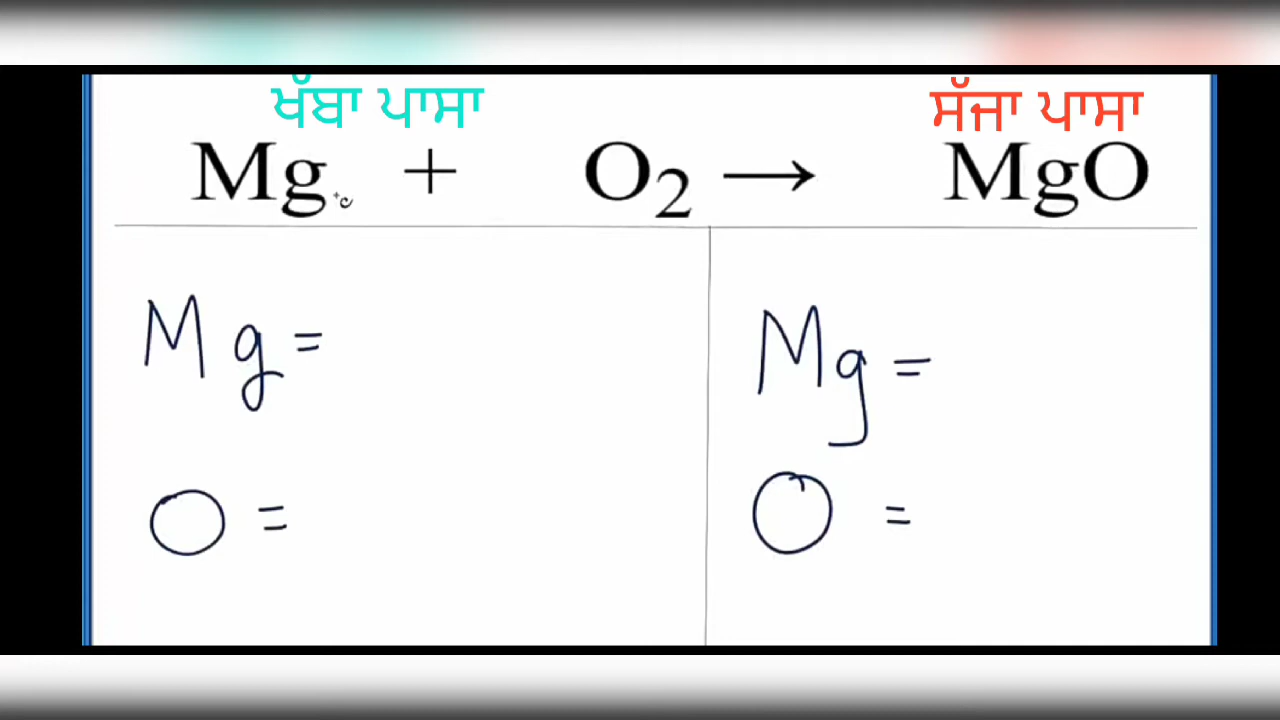 ਖੱਬਾ ਪਾਸਾ ਸੱਜਾ ਪਾਸਾ
Mg + O₂ → MgO
Mg = Mg =
O = O =